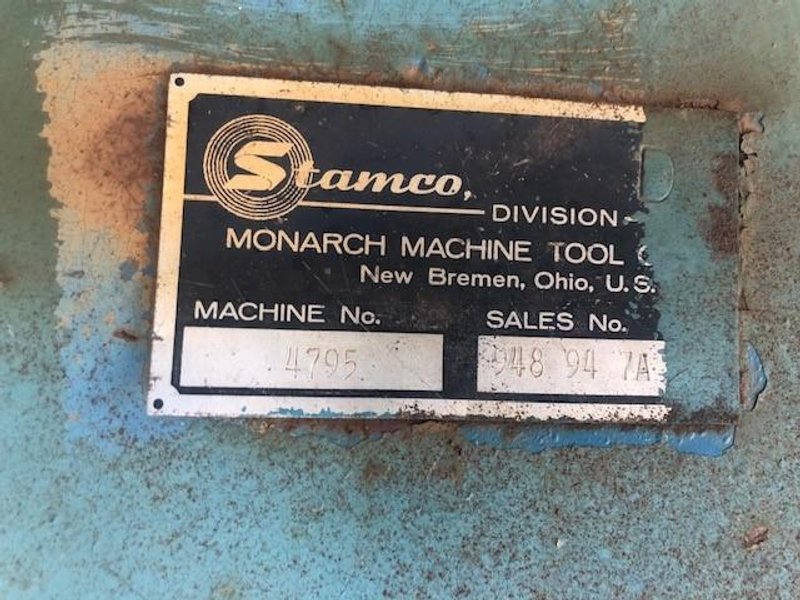 Stamco,
DIVISION
MONARCH MACHINE TOOL
New Bremen, Ohio, U.S.
MACHINE No.
SALES No.
4795
948 94 7A